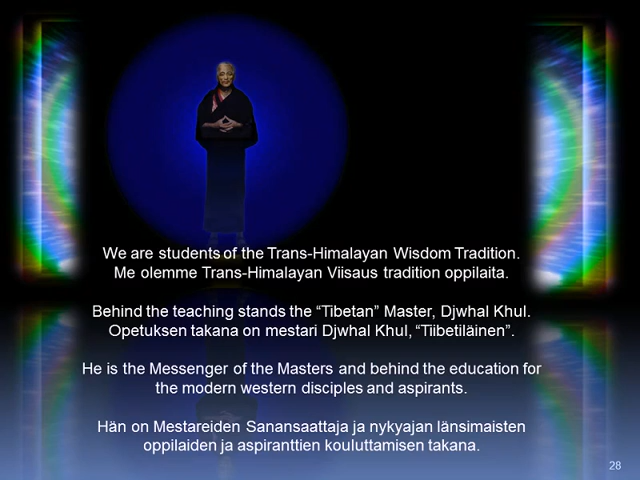 We are students of the Trans-Himalayan Wisdom Tradition.
Me olemme Trans-Himalayan Viisaus tradition oppilaita.
Behind the teaching stands the “Tibetan” Master, Djwhal Khul.
Opetuksen takana on mestari Djwhal Khul, “Tiibetiläinen”.
He is the Messenger of the Masters and behind the education for
the modern western disciples and aspirants.
Hän on Mestareiden Sanansaattaja ja nykyajan länsimaisten
oppilaiden ja aspiranttien kouluttamisen takana.
28